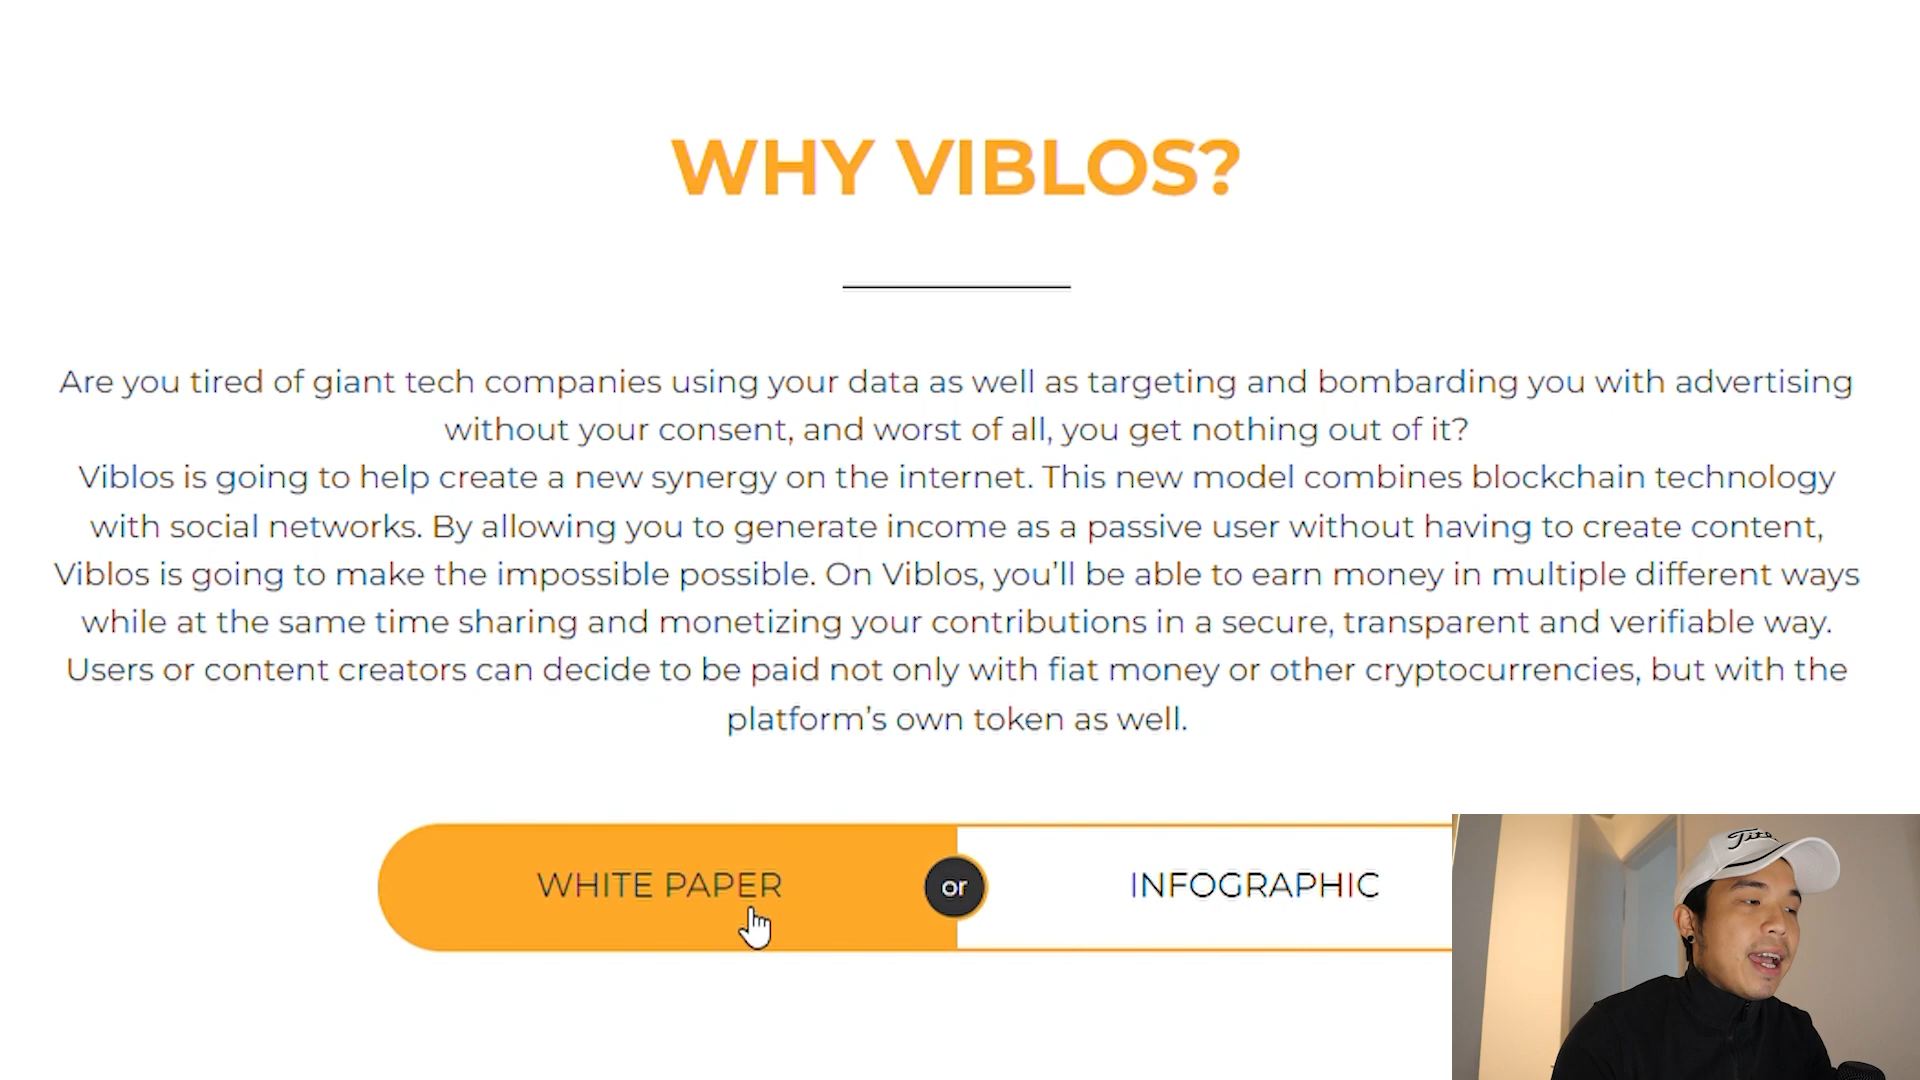 WHY VIBLOS?
Are you tired of giant tech companies using your data as well as targeting and bombarding you with advertising
without your consent, and worst of all, you get nothing out of it?
Viblos is going to help create a new synergy on the internet. This new model combines blockchain technology
with social networks. By allowing you to generate income as a passive user without having to create content,
Viblos is going to make the impossible possible. On Viblos, you’ll be able to earn money in multiple different ways
while at the same time sharing and monetizing your contributions in a secure, transparent and verifiable way.
Users or content creators can decide to be paid not only with fiat money or other cryptocurrencies, but with the
platform’s own token as well.
WHITE PAPER or INFOGRAPHIC